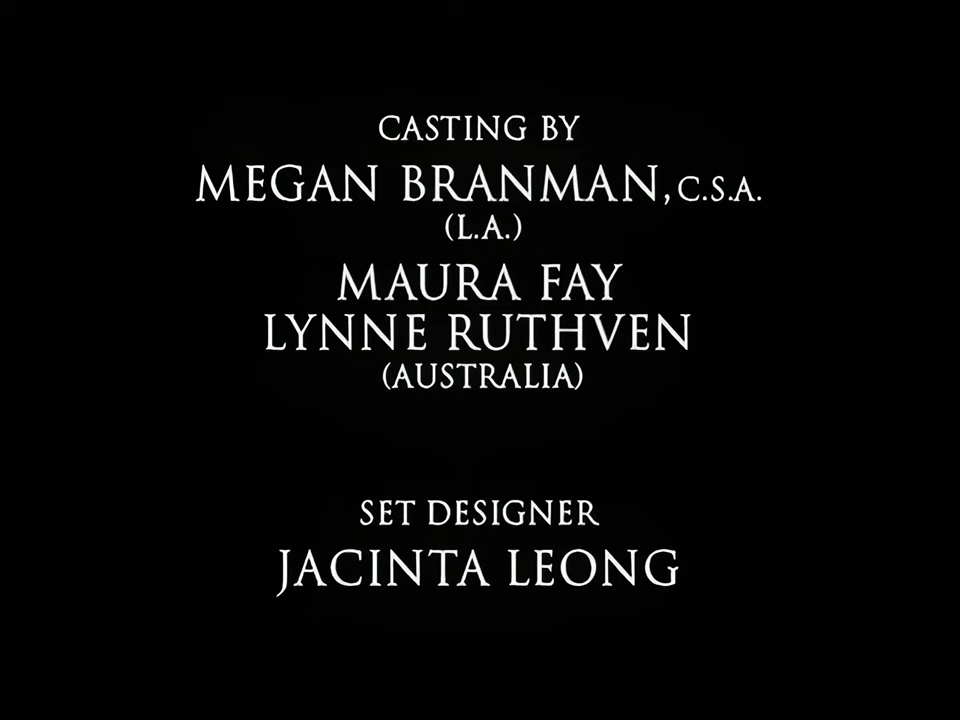 CASTING BY
MEGAN BRANMAN, C.S.A.
(L.A.)
MAURA FAY
LYNNE RUTHVEN
(AUSTRALIA)
SET DESIGNER
JACINTA LEONG